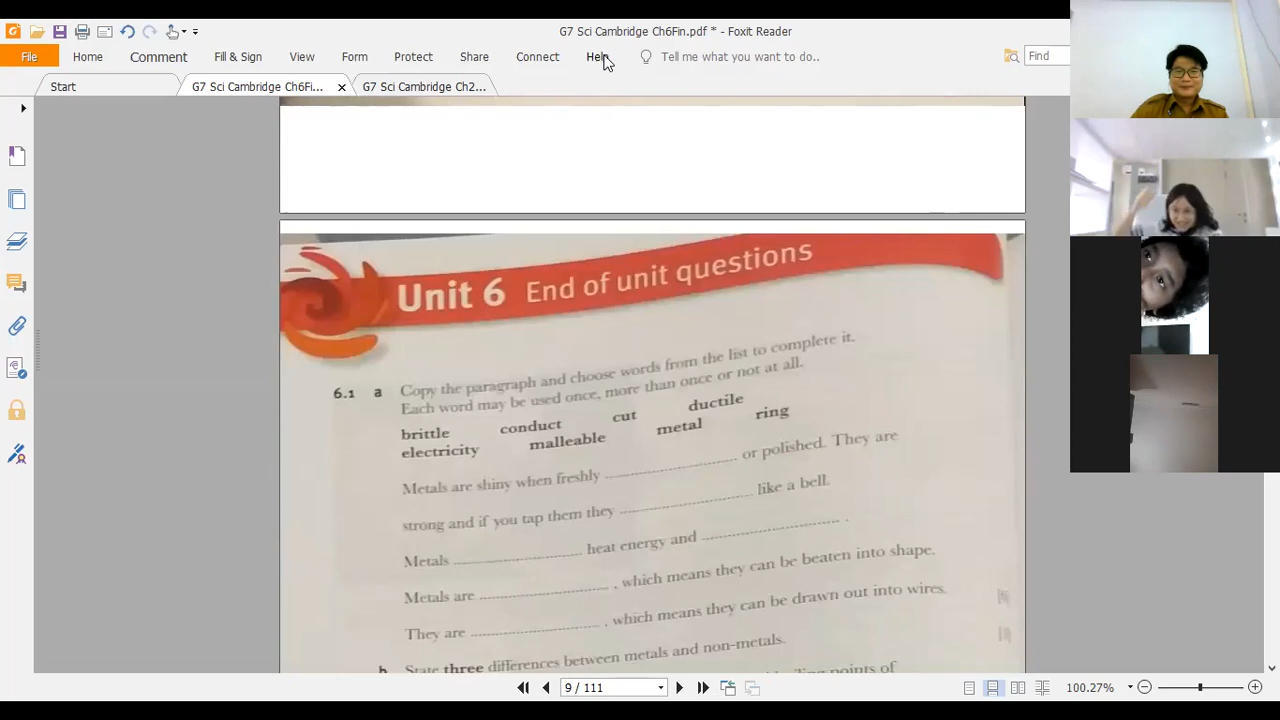 G7 Sci Cambridge Ch6Fin.pdf * - Foxit Reader
File Home Comment Fill & Sign View Form Protect Share Connect Help Tell me what you want to do.. Find
Start G7 Sci Cambridge Ch6Fi... G7 Sci Cambridge Ch2...
Unit 6 End of unit questions
6.1 a Copy the paragraph and choose words from the list to complete it.
Each word may be used once, more than once or not at all.
brittle conduct cut ductile
electricity malleable metal ring
Metals are shiny when freshly ........ or polished. They are
strong and if you tap them they ........ like a bell.
Metals ........ heat energy and ........ .
Metals are ........ , which means they can be beaten into shape.
They are ........ , which means they can be drawn out into wires.
b State three differences between metals and non-metals.
points of
9 / 111
100.27%